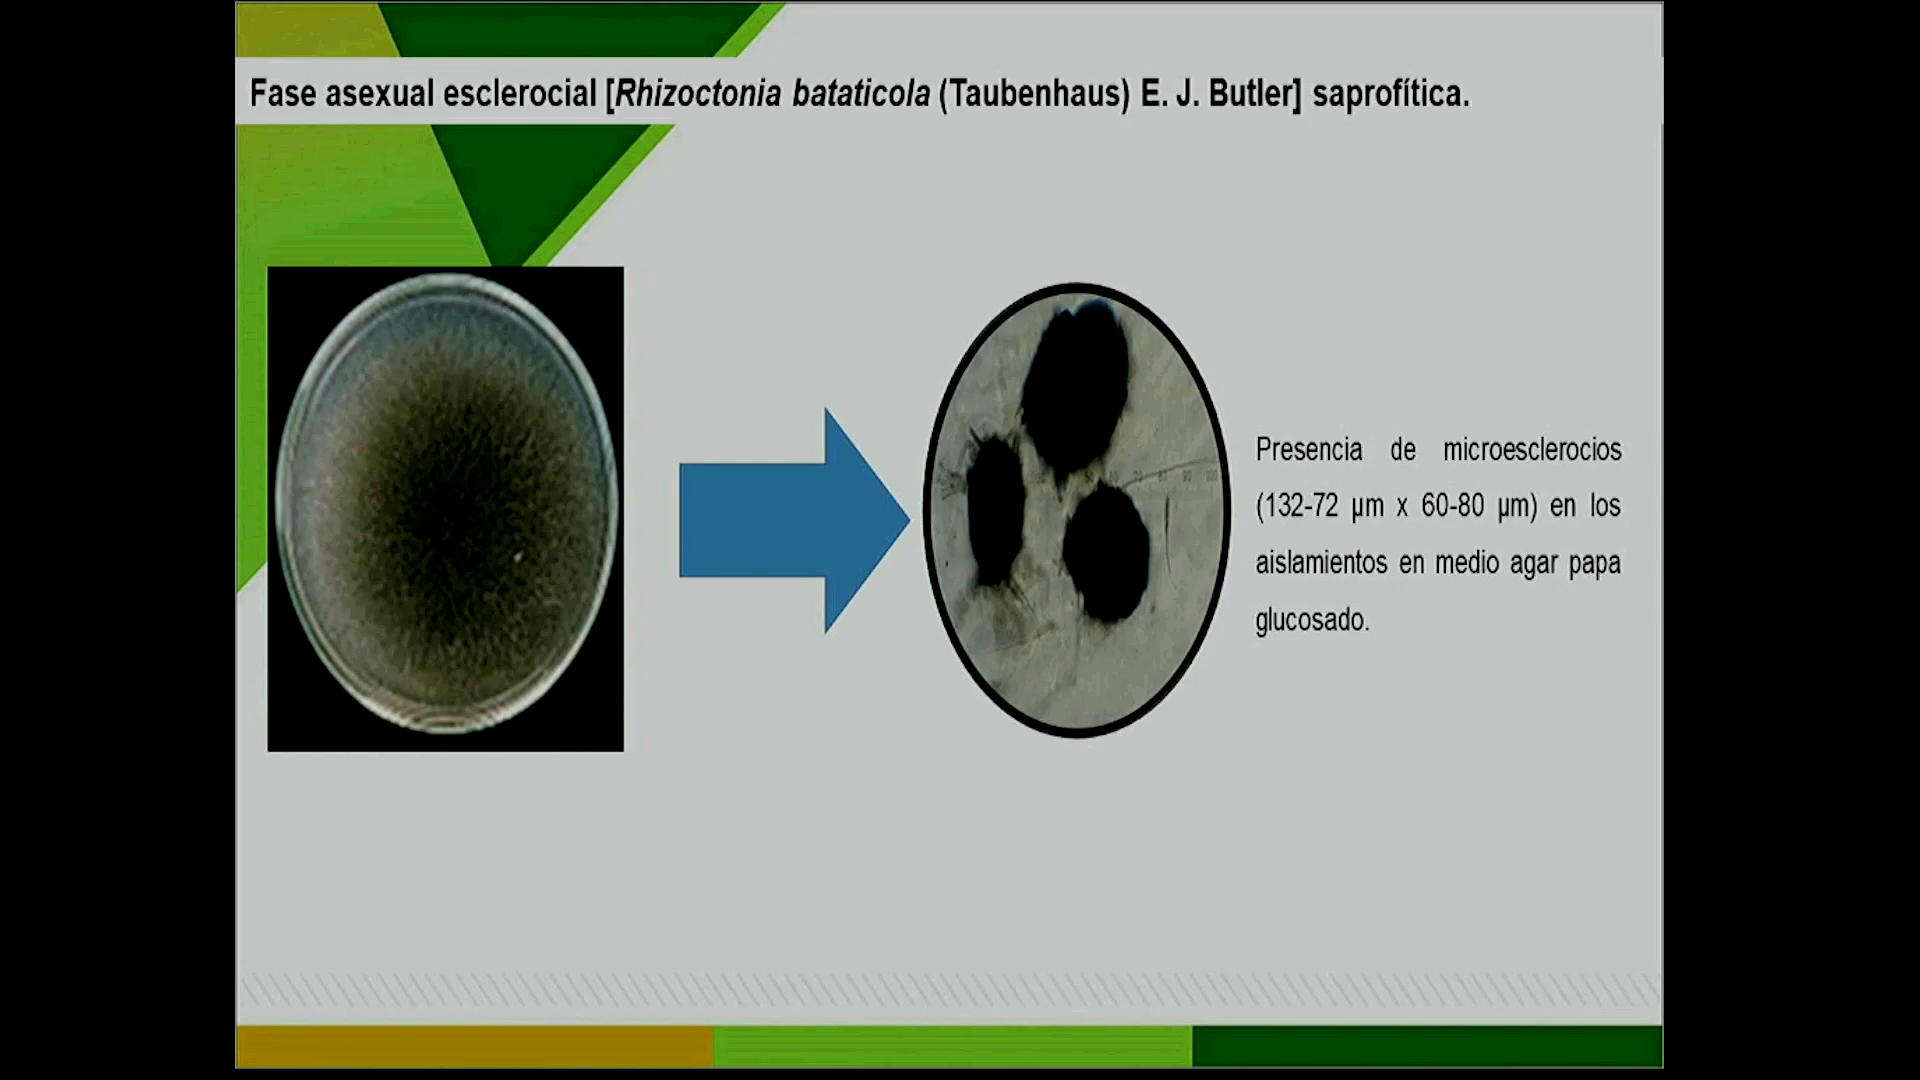 Fase asexual esclerocial [Rhizoctonia bataticola (Taubenhaus) E. J. Butler] saprofítica.
Presencia de microesclerocios
(132-72 µm x 60-80 µm) en los
aislamientos en medio agar papa
glucosado.